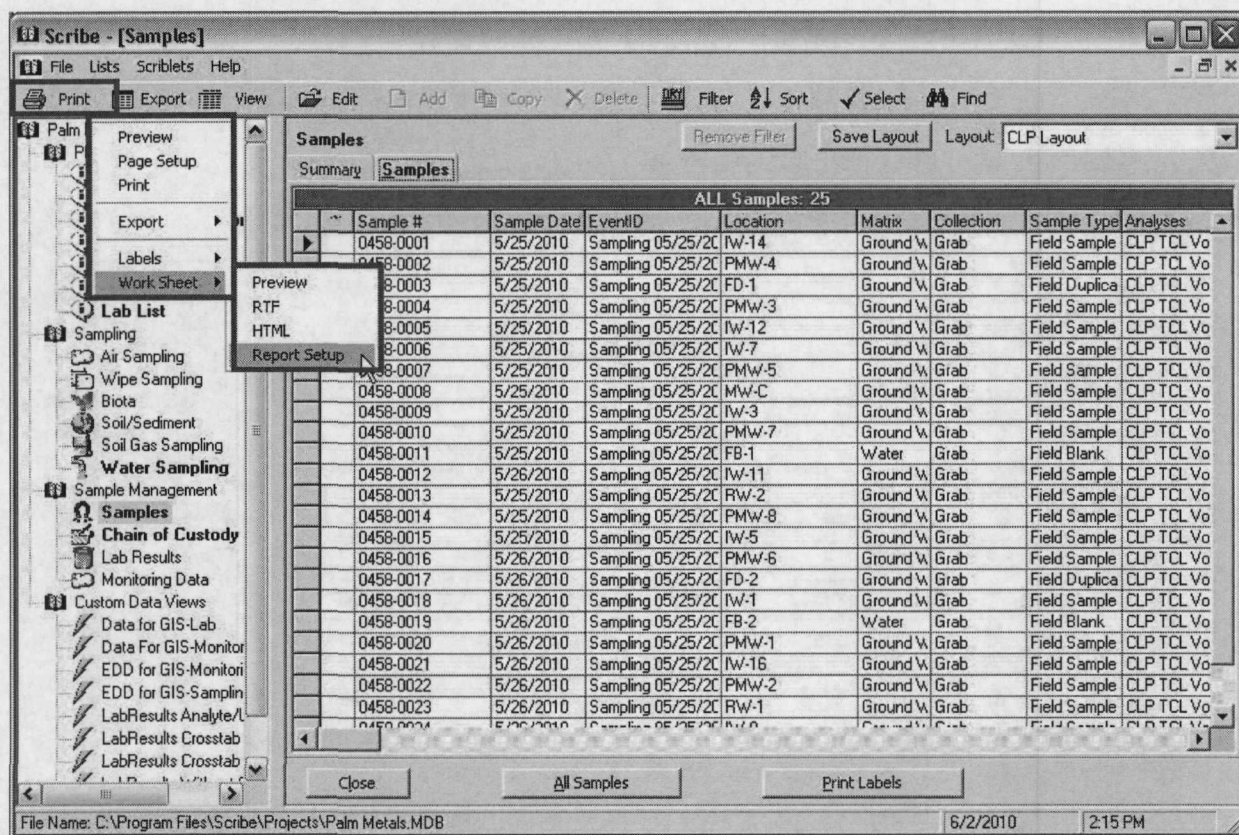 Scribe - [Samples]
File Lists Scriblets Help
Print Export View Edit Add Copy Delete DRY Filter Sort Select Find
Palm
Preview
Page Setup
Print
Export
Labels
Work Sheet
Preview
RTF
HTML
Report Setup
Lab List
Sampling
Air Sampling
Wipe Sampling
Biota
Soil/Sediment
Soil Gas Sampling
Water Sampling
Sample Management
Samples
Chain of Custody
Lab Results
Monitoring Data
Custom Data Views
Data for GIS-Lab
Data For GIS-Monitor
EDD for GIS-Monitori
EDD for GIS-Samplin
LabResults Analyte/L
LabResults Crosstab
LabResults Crosstab
Samples Remove Filter Save Layout Layout: CLP Layout
Summary Samples
ALL Samples: 25
Sample # Sample Date EventID Location Matrix Collection Sample Type Analyses
0458-0001 5/25/2010 Sampling 05/25/20 IW-14 Ground W Grab Field Sample CLP TCL Vo
58-0002 5/25/2010 Sampling 05/25/20 PMW-4 Ground W Grab Field Sample CLP TCL Vo
8-0003 5/25/2010 Sampling 05/25/20 FD-1 Ground W Grab Field Duplica CLP TCL Vo
8-0004 5/25/2010 Sampling 05/25/20 PMW-3 Ground W Grab Field Sample CLP TCL Vo
8-0005 5/25/2010 Sampling 05/25/20 IW-12 Ground W Grab Field Sample CLP TCL Vo
8-0006 5/25/2010 Sampling 05/25/20 IW-7 Ground W Grab Field Sample CLP TCL Vo
58-0007 5/25/2010 Sampling 05/25/20 PMW-5 Ground W Grab Field Sample CLP TCL Vo
0458-0008 5/25/2010 Sampling 05/25/20 MW-C Ground W Grab Field Sample CLP TCL Vo
0458-0009 5/25/2010 Sampling 05/25/20 IW-3 Ground W Grab Field Sample CLP TCL Vo
0458-0010 5/25/2010 Sampling 05/25/20 PMW-7 Ground W Grab Field Sample CLP TCL Vo
0458-0011 5/25/2010 Sampling 05/25/20 FB-1 Water Grab Field Blank CLP TCL Vo
0458-0012 5/26/2010 Sampling 05/25/20 IW-11 Ground W Grab Field Sample CLP TCL Vo
0458-0013 5/25/2010 Sampling 05/25/20 RW-2 Ground W Grab Field Sample CLP TCL Vo
0458-0014 5/25/2010 Sampling 05/25/20 PMW-8 Ground W Grab Field Sample CLP TCL Vo
0458-0015 5/25/2010 Sampling 05/25/20 IW-5 Ground W Grab Field Sample CLP TCL Vo
0458-0016 5/26/2010 Sampling 05/25/20 PMW-6 Ground W Grab Field Sample CLP TCL Vo
0458-0017 5/26/2010 Sampling 05/25/20 FD-2 Ground W Grab Field Duplica CLP TCL Vo
0458-0018 5/26/2010 Sampling 05/25/20 IW-1 Ground W Grab Field Sample CLP TCL Vo
0458-0019 5/26/2010 Sampling 05/25/20 FB-2 Water Grab Field Blank CLP TCL Vo
0458-0020 5/26/2010 Sampling 05/25/20 PMW-1 Ground W Grab Field Sample CLP TCL Vo
0458-0021 5/26/2010 Sampling 05/25/20 IW-16 Ground W Grab Field Sample CLP TCL Vo
0458-0022 5/26/2010 Sampling 05/25/20 PMW-2 Ground W Grab Field Sample CLP TCL Vo
0458-0023 5/26/2010 Sampling 05/25/20 RW-1 Ground W Grab Field Sample CLP TCL Vo
Close All Samples Print Labels
File Name: C:\Program Files\Scribe\Projects\Palm Metals.MDB 6/2/2010 2:15 PM